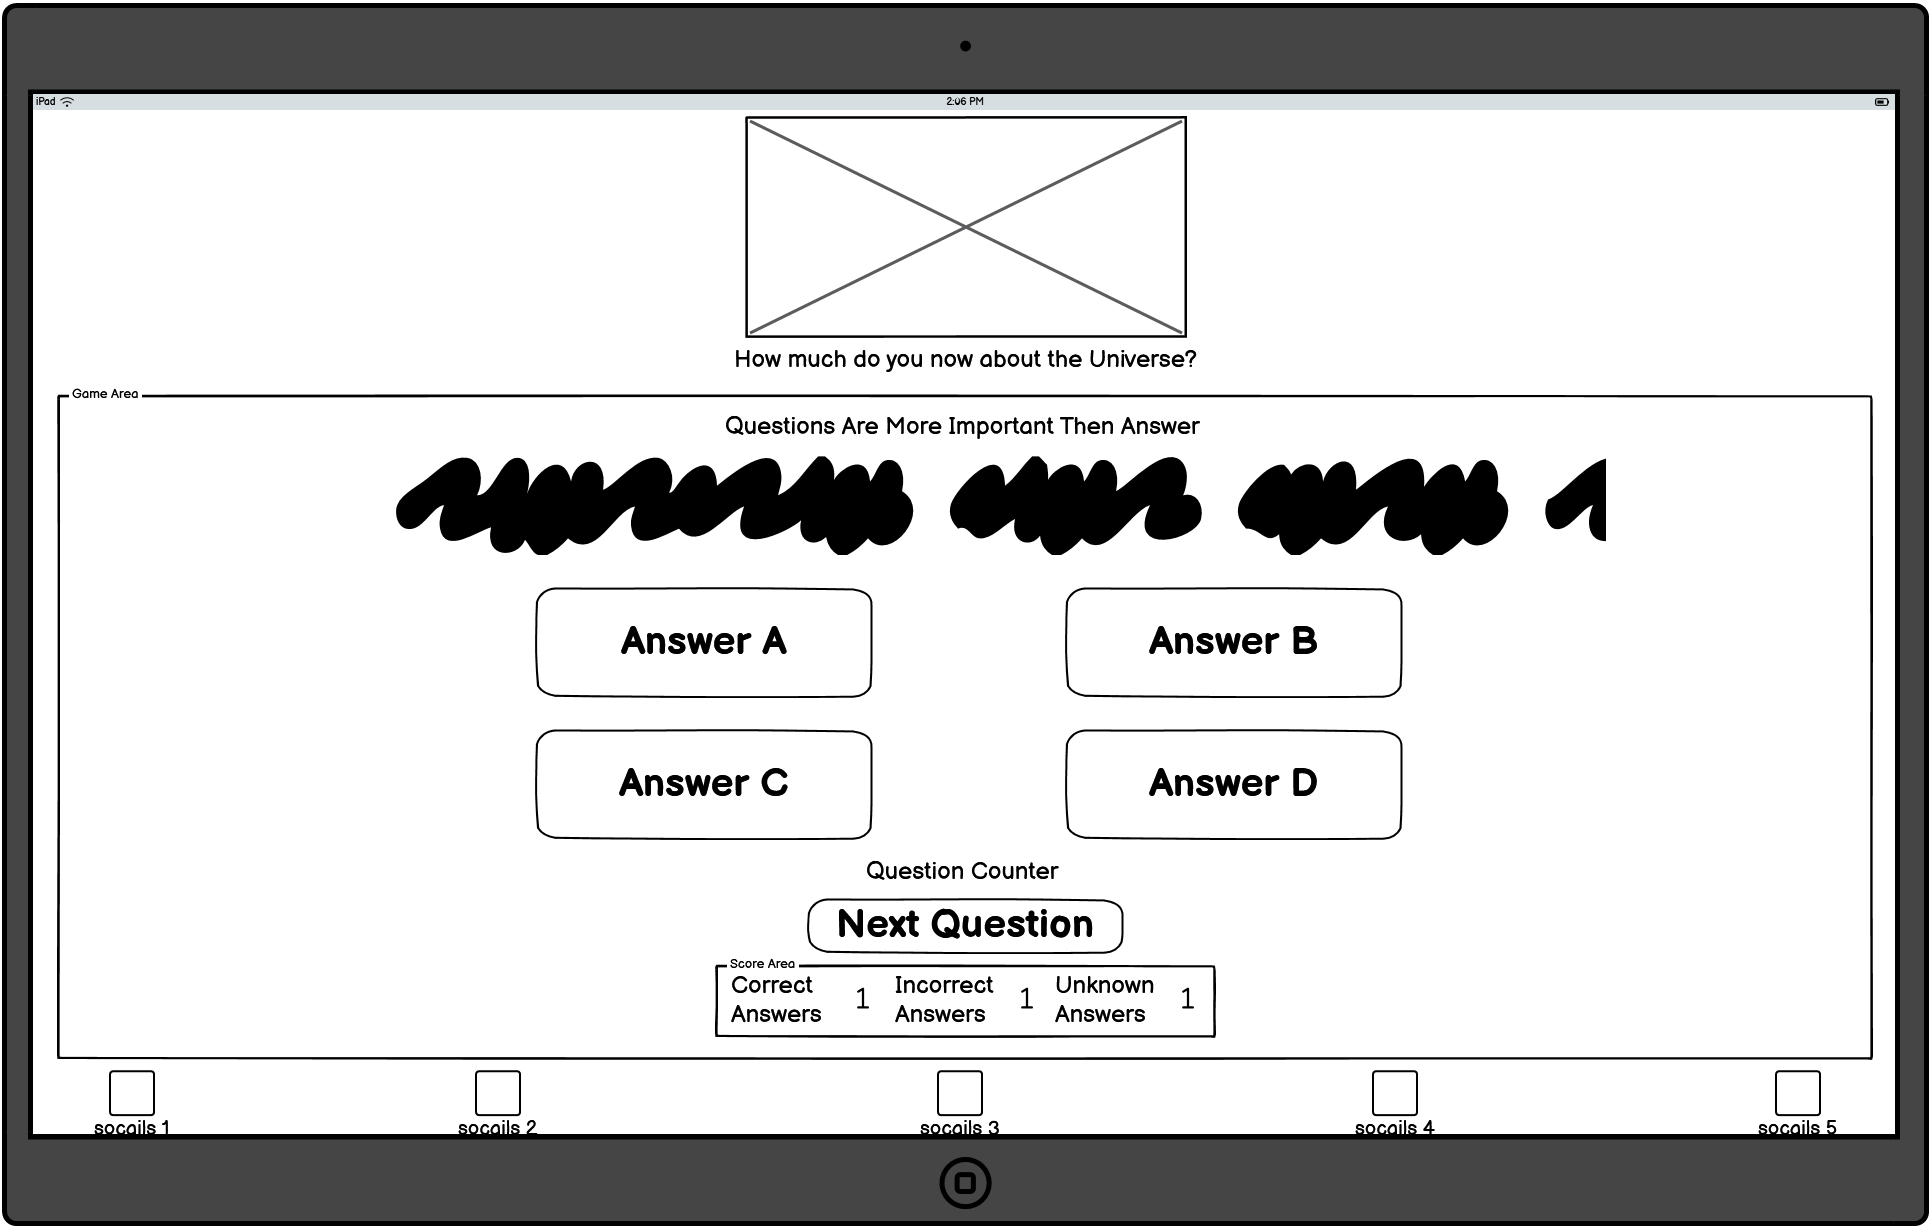 iPad 2:06 PM
How much do you now about the Universe?
Game Area
Questions Are More Important Then Answer
Answer A Answer B
Answer C Answer D
Question Counter
Next Question
Score Area
Correct Answers 1 Incorrect Answers 1 Unknown Answers 1
socails 1 socails 2 socails 3 socails 4 socails 5